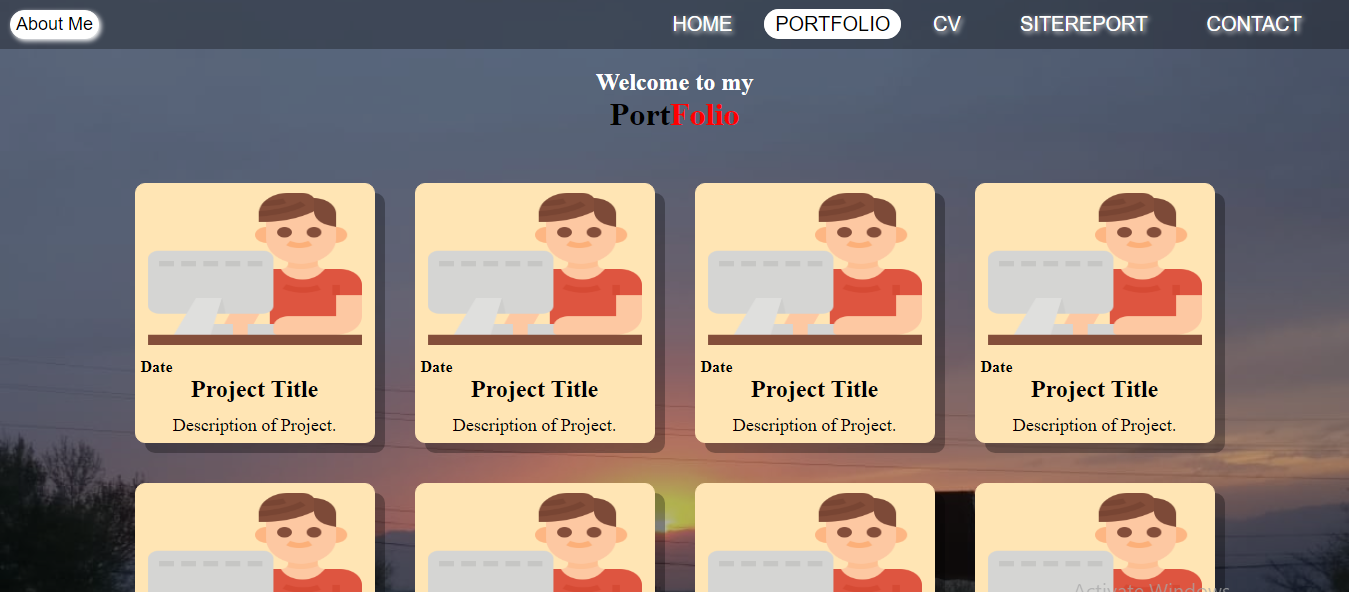 About Me HOME PORTFOLIO CV SITEREPORT CONTACT
Welcome to my
PortFolio
Date Date Date Date
Project Title Project Title Project Title Project Title
Description of Project. Description of Project. Description of Project. Description of Project.
Activate Windows